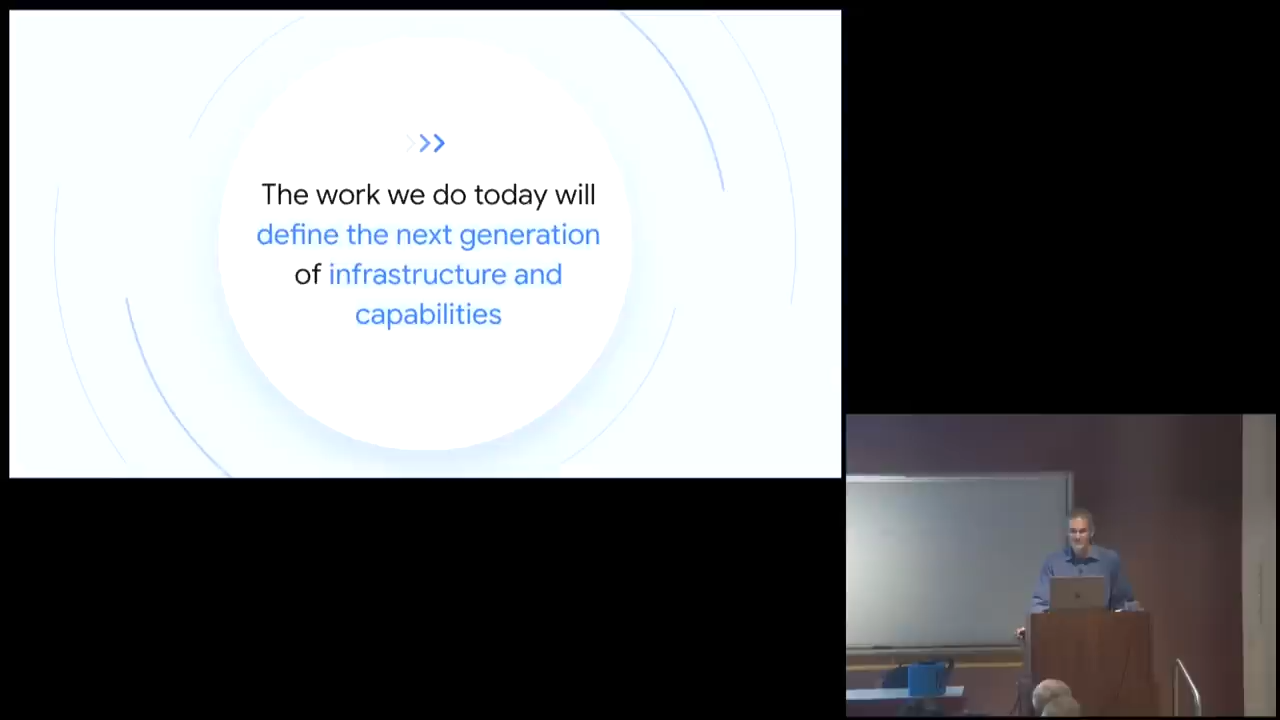 The work we do today will
define the next generation
of infrastructure and
capabilities